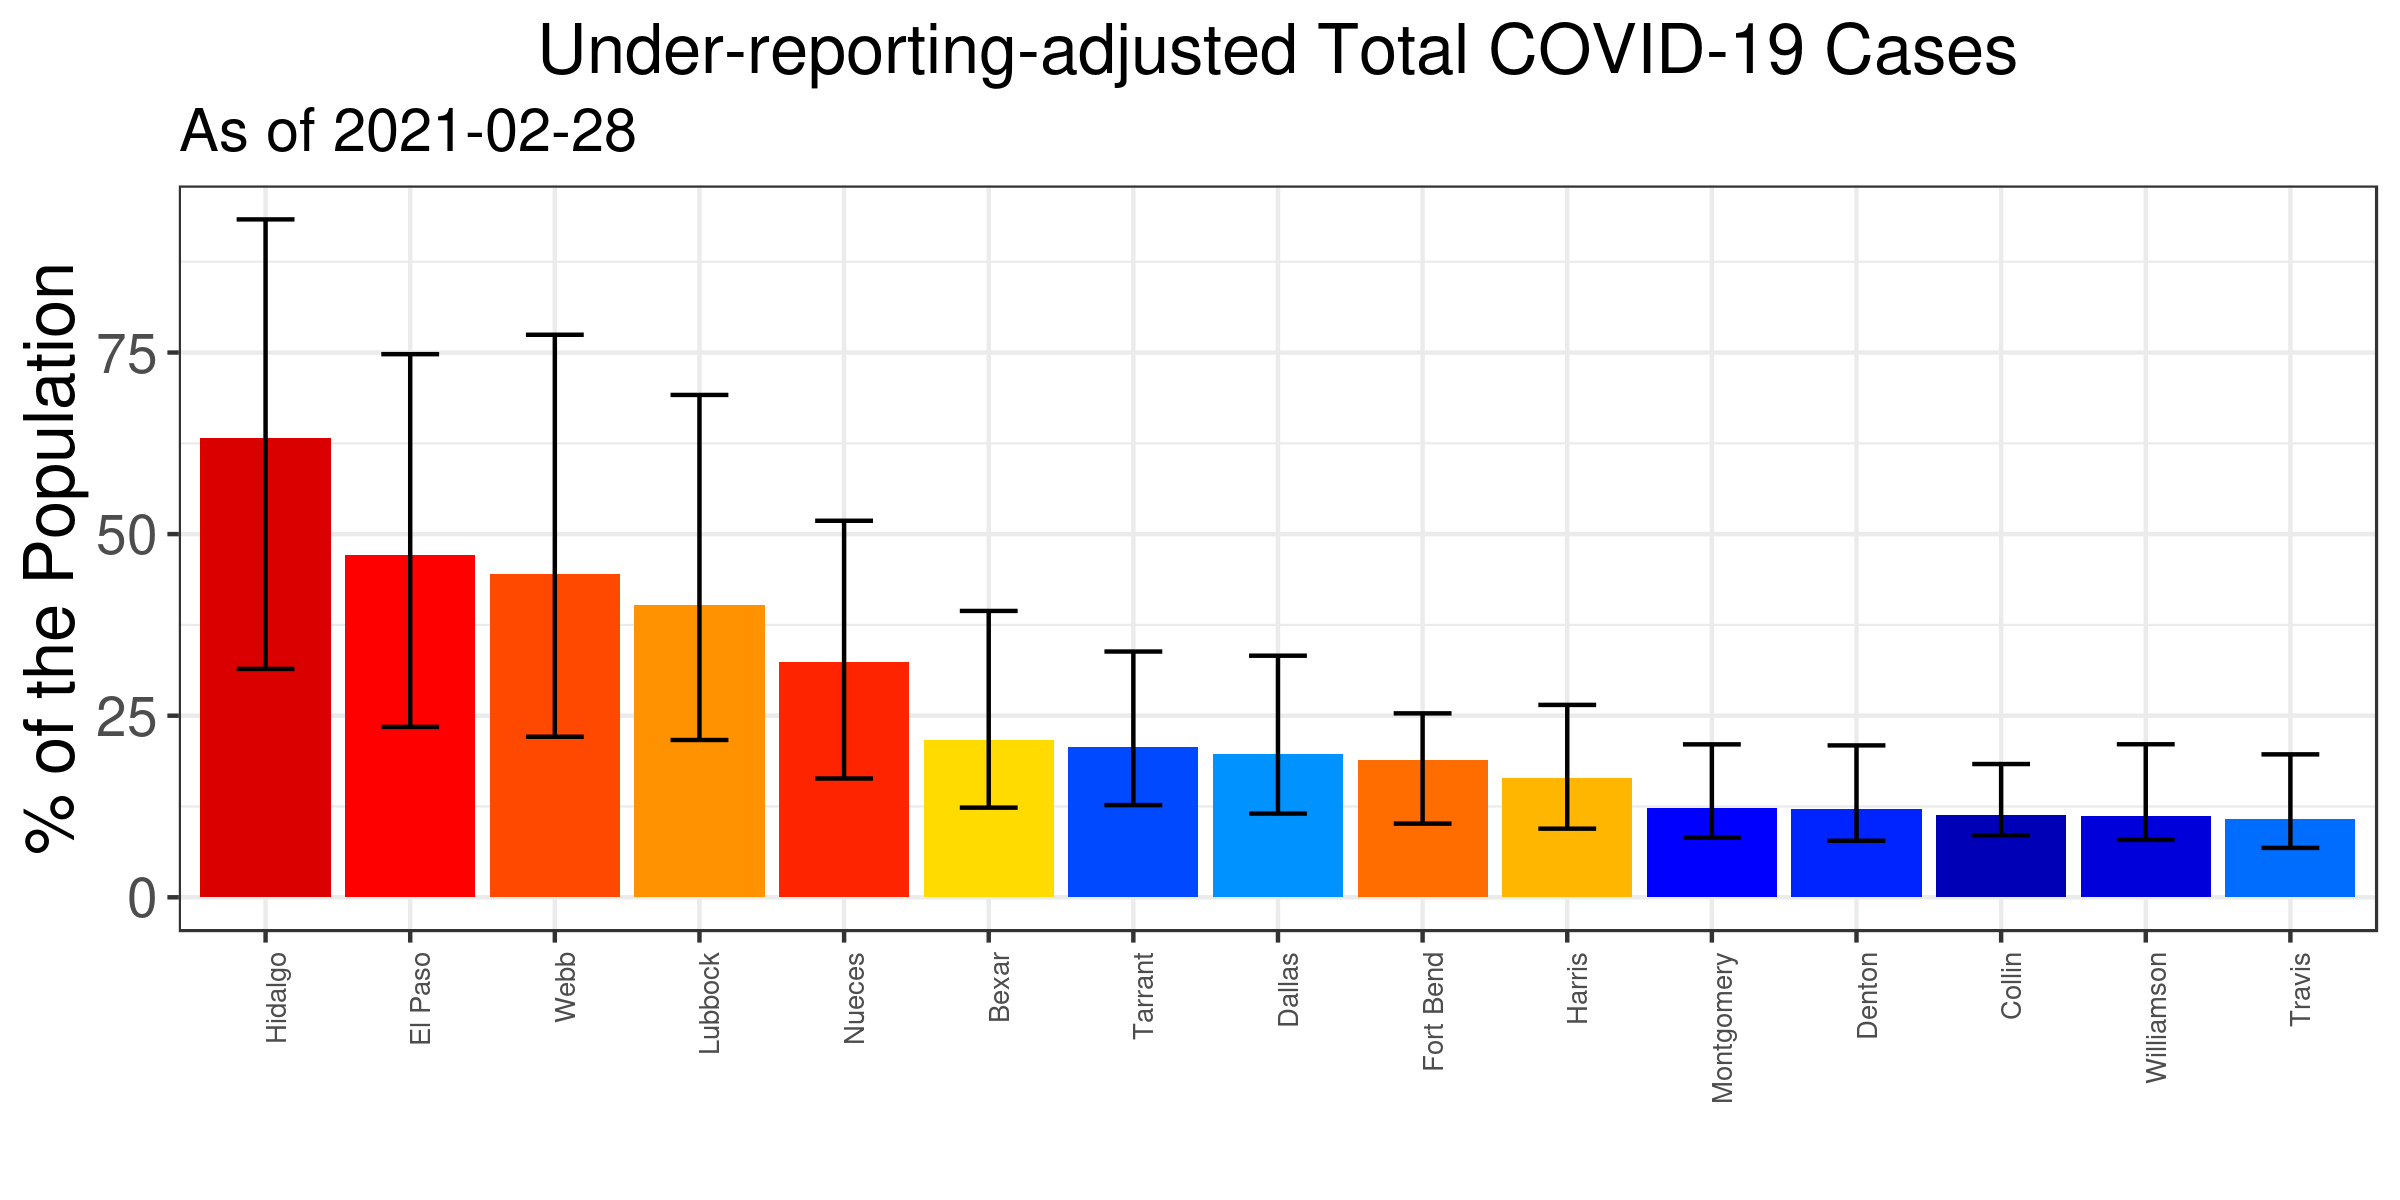 Under-reporting-adjusted Total COVID-19 Cases
As of 2021-02-28
% of the Population
75
50
25
0
Hidalgo
El Paso
Webb
Lubbock
Nueces
Bexar
Tarrant
Dallas
Fort Bend
Harris
Montgomery
Denton
Collin
Williamson
Travis